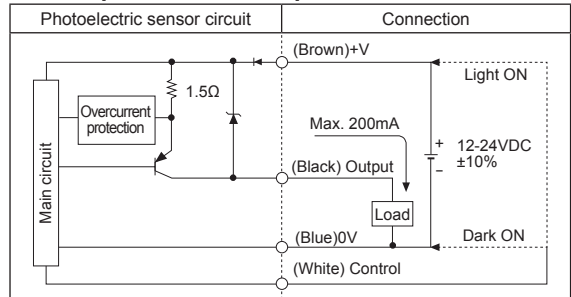 Photoelectric sensor circuit
Connection
(Brown)+V
Light ON
1.5Ω
Overcurrent
protection
Max. 200mA
+
12-24VDC
±10%
−
(Black) Output
Main circuit
Load
(Blue)0V
Dark ON
(White) Control